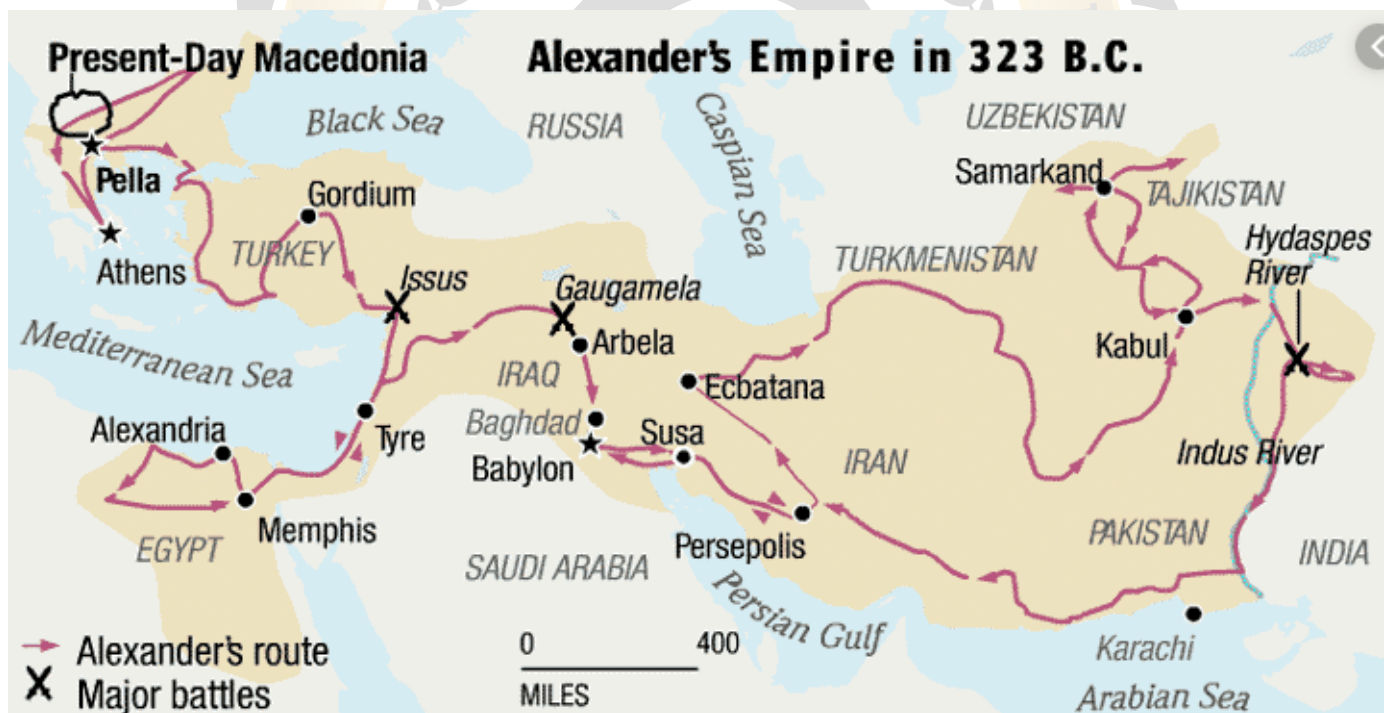 Present-Day Macedonia
Alexander's Empire in 323 B.C.
Black Sea
RUSSIA
Caspian Sea
UZBEKISTAN
Samarkand
TAJIKISTAN
Pella
Gordium
TURKEY
Athens
Issus
Gaugamela
TURKMENISTAN
Hydaspes
River
Mediterranean Sea
Arbela
Kabul
IRAQ
Ecbatana
Alexandria
Tyre
Baghdad
Susa
Babylon
IRAN
Indus River
Memphis
EGYPT
Persepolis
PAKISTAN
INDIA
SAUDI ARABIA
Persian Gulf
Karachi
Arabian Sea
Alexander's route
Major battles
0 400
MILES